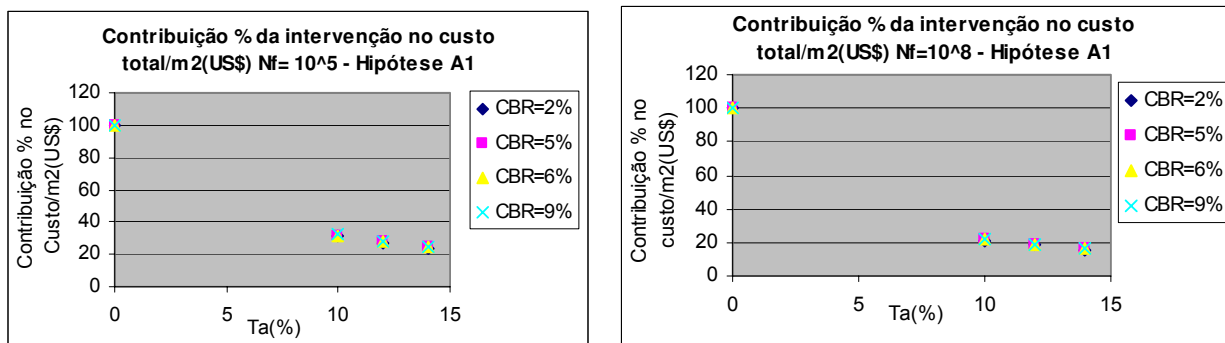 Contribuição % da intervenção no custo
total/m2(US$) Nf= 10^5 - Hipótese A1
Contribuição % no
Custo/m2(US$)
120
100
80
60
40
20
0
0
5
10
15
Ta(%)
CBR=2%
CBR=5%
CBR=6%
CBR=9%
Contribuição % da intervenção no custo
total/m2(US$) Nf=10^8 - Hipótese A1
Contribuição % no
custo/m2(US$)
120
100
80
60
40
20
0
0
5
10
15
Ta(%)
CBR=2%
CBR=5%
CBR=6%
CBR=9%